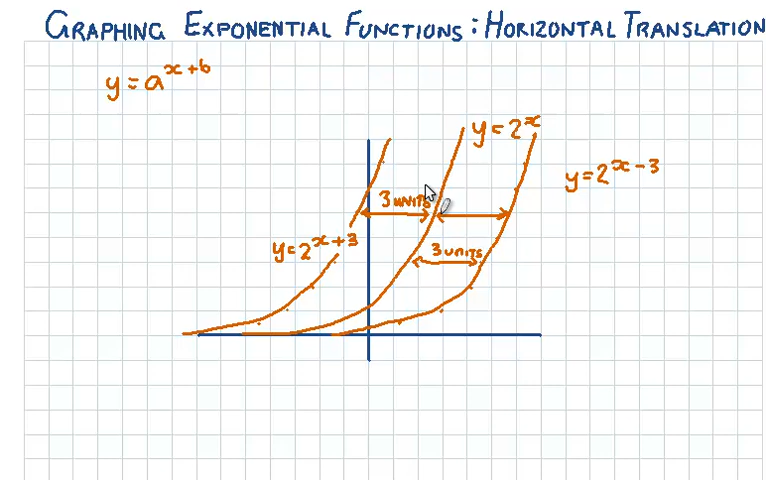 GRAPHING EXPONENTIAL FUNCTIONS : HORIZONTAL TRANSLATION
y = a^{x+b}
y = 2^x
y = 2^{x-3}
3 UNITS
y = 2^{x+3}
3 UNITS